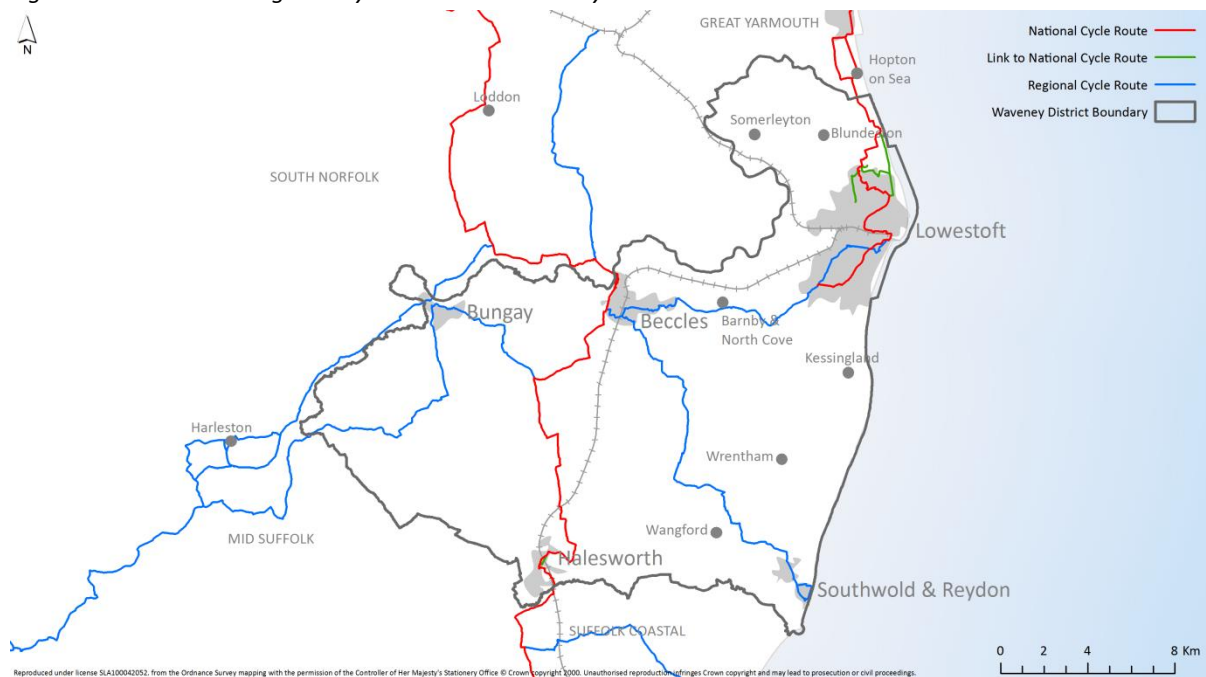 GREAT YARMOUTH
National Cycle Route
Link to National Cycle Route
Regional Cycle Route
Waveney District Boundary
N
Hopton
on Sea
Loddon
Somerleyton
Blundeston
SOUTH NORFOLK
Lowestoft
Bungay
Beccles
Barnby &
North Cove
Kessingland
Harleston
Wrentham
MID SUFFOLK
Wangford
Halesworth
Southwold & Reydon
SUFFOLK COASTAL
0 4 8 Km
Reproduced under license SLA100042052, from the Ordnance Survey mapping with the permission of the Controller of Her Majesty's Stationery Office © Crown copyright 2000. Unauthorised reproduction infringes Crown copyright and may lead to prosecution or civil proceedings.